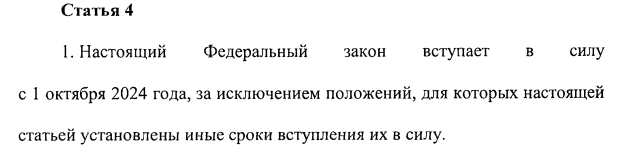 Статья 4
1. Настоящий Федеральный закон вступает в силу
с 1 октября 2024 года, за исключением положений, для которых настоящей
статьей установлены иные сроки вступления их в силу.